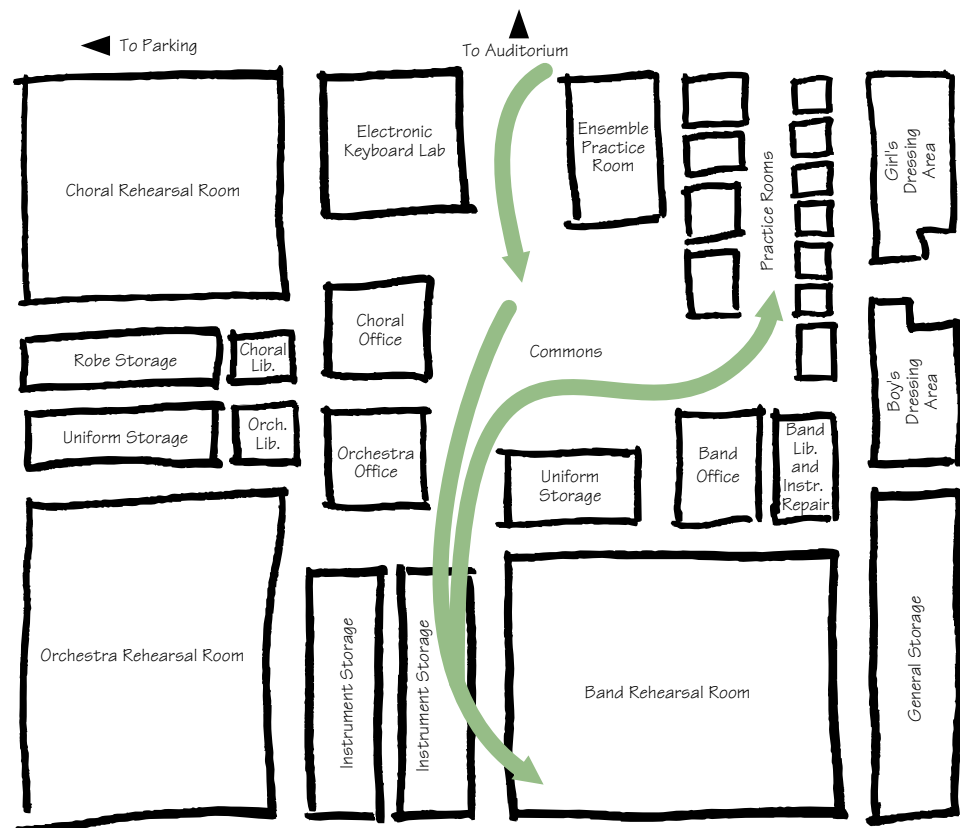 To Parking
To Auditorium
Choral Rehearsal Room
Electronic
Keyboard Lab
Ensemble
Practice
Room
Practice Rooms
Girl's
Dressing
Area
Choral
Office
Robe Storage
Choral
Lib.
Commons
Boy's
Dressing
Area
Uniform Storage
Orch.
Lib.
Orchestra
Office
Uniform
Storage
Band
Office
Band
Lib.
and
Instr.
Repair
Orchestra Rehearsal Room
Instrument Storage
Instrument Storage
Band Rehearsal Room
General Storage